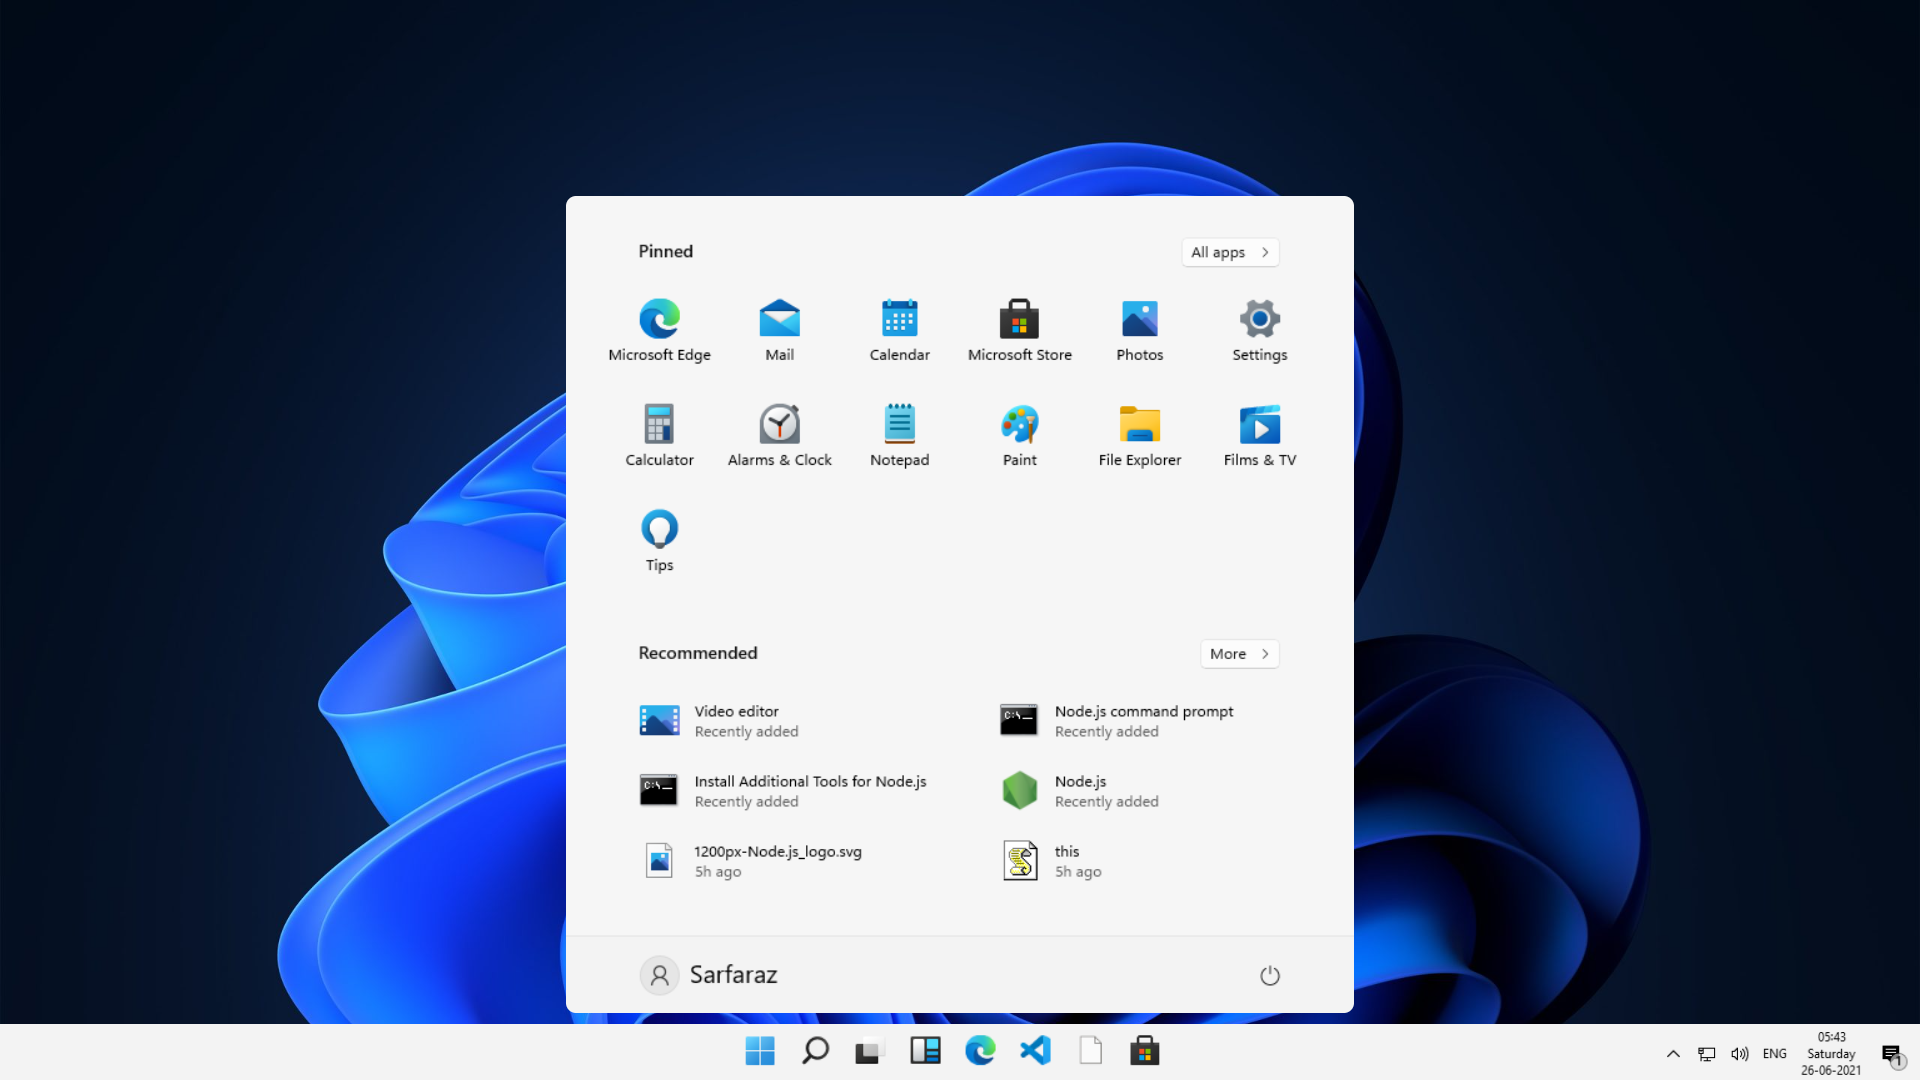 Pinned
All apps
Microsoft Edge
Mail
Calendar
Microsoft Store
Photos
Settings
Calculator
Alarms & Clock
Notepad
Paint
File Explorer
Films & TV
Tips
Recommended
More
Video editor
Recently added
Node.js command prompt
Recently added
Install Additional Tools for Node.js
Recently added
Node.js
Recently added
1200px-Node.js_logo.svg
5h ago
this
5h ago
Sarfaraz
ENG
05:43
Saturday
26-06-2021
1